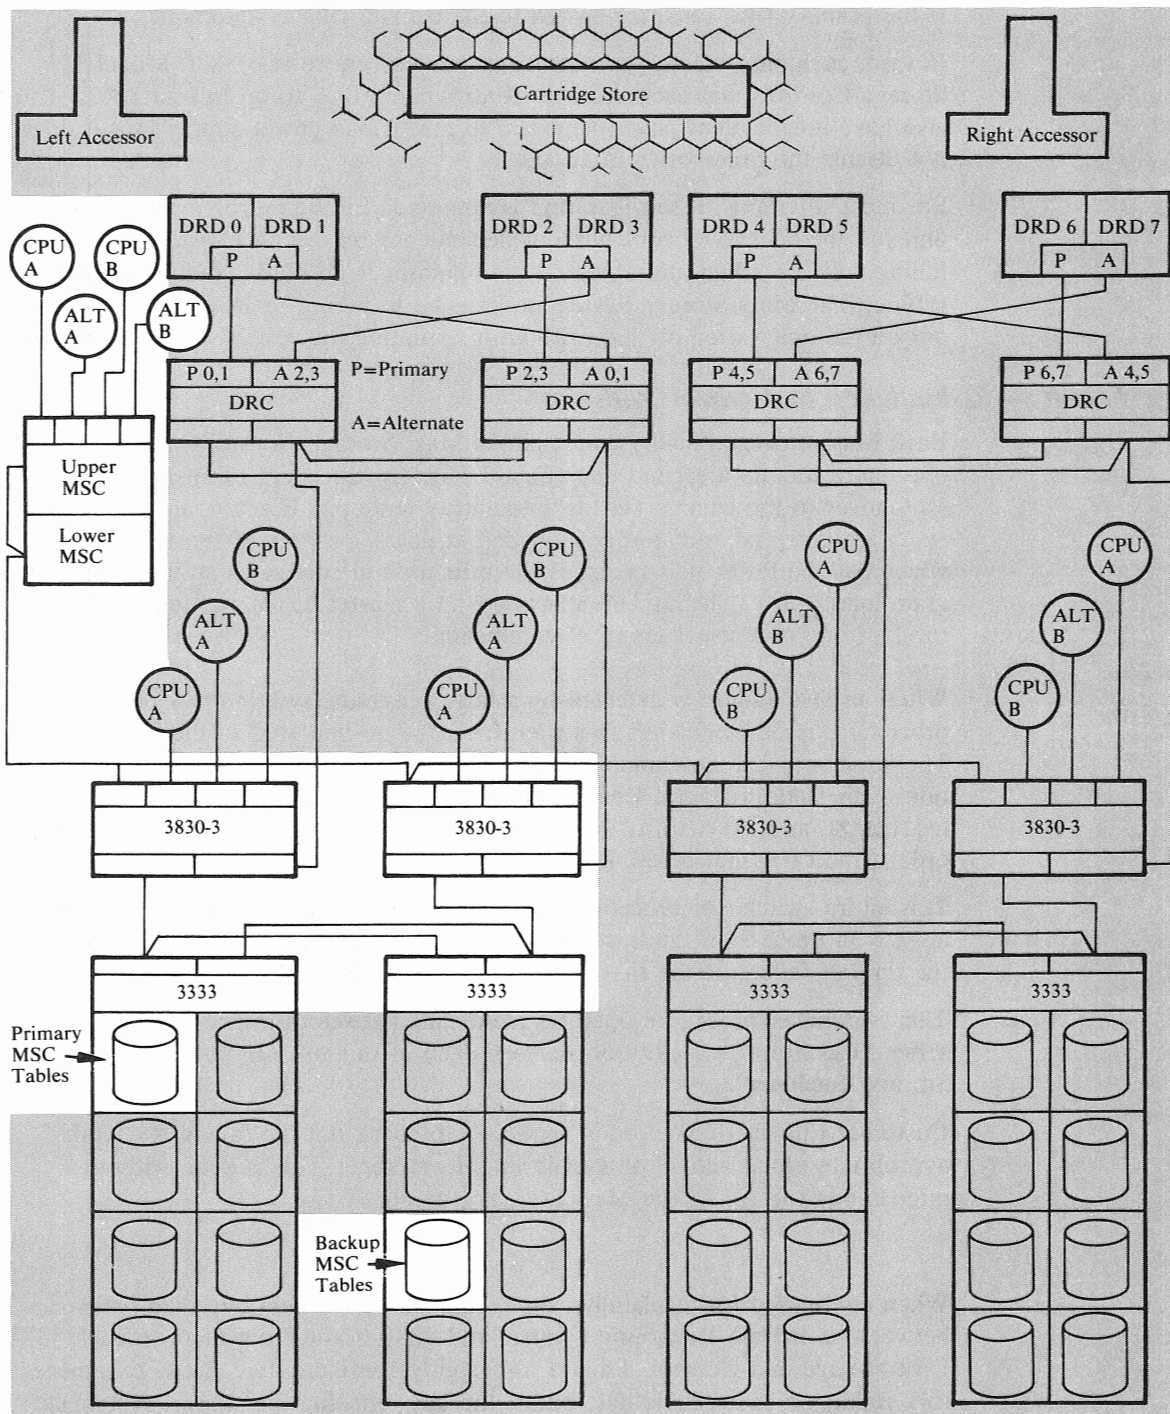 Left Accessor
Cartridge Store
Right Accessor
DRD 0 DRD 1
P A
DRD 2 DRD 3
P A
DRD 4 DRD 5
P A
DRD 6 DRD 7
P A
CPU
A
CPU
B
ALT
A
ALT
B
P 0,1 A 2,3
DRC
P=Primary
A=Alternate
P 2,3 A 0,1
DRC
P 4,5 A 6,7
DRC
P 6,7 A 4,5
DRC
Upper
MSC
Lower
MSC
CPU
B
CPU
B
CPU
A
CPU
A
ALT
A
ALT
A
ALT
B
ALT
B
CPU
A
CPU
A
CPU
B
CPU
B
3830-3
3830-3
3830-3
3830-3
3333
3333
3333
3333
Primary
MSC
Tables
Backup
MSC
Tables